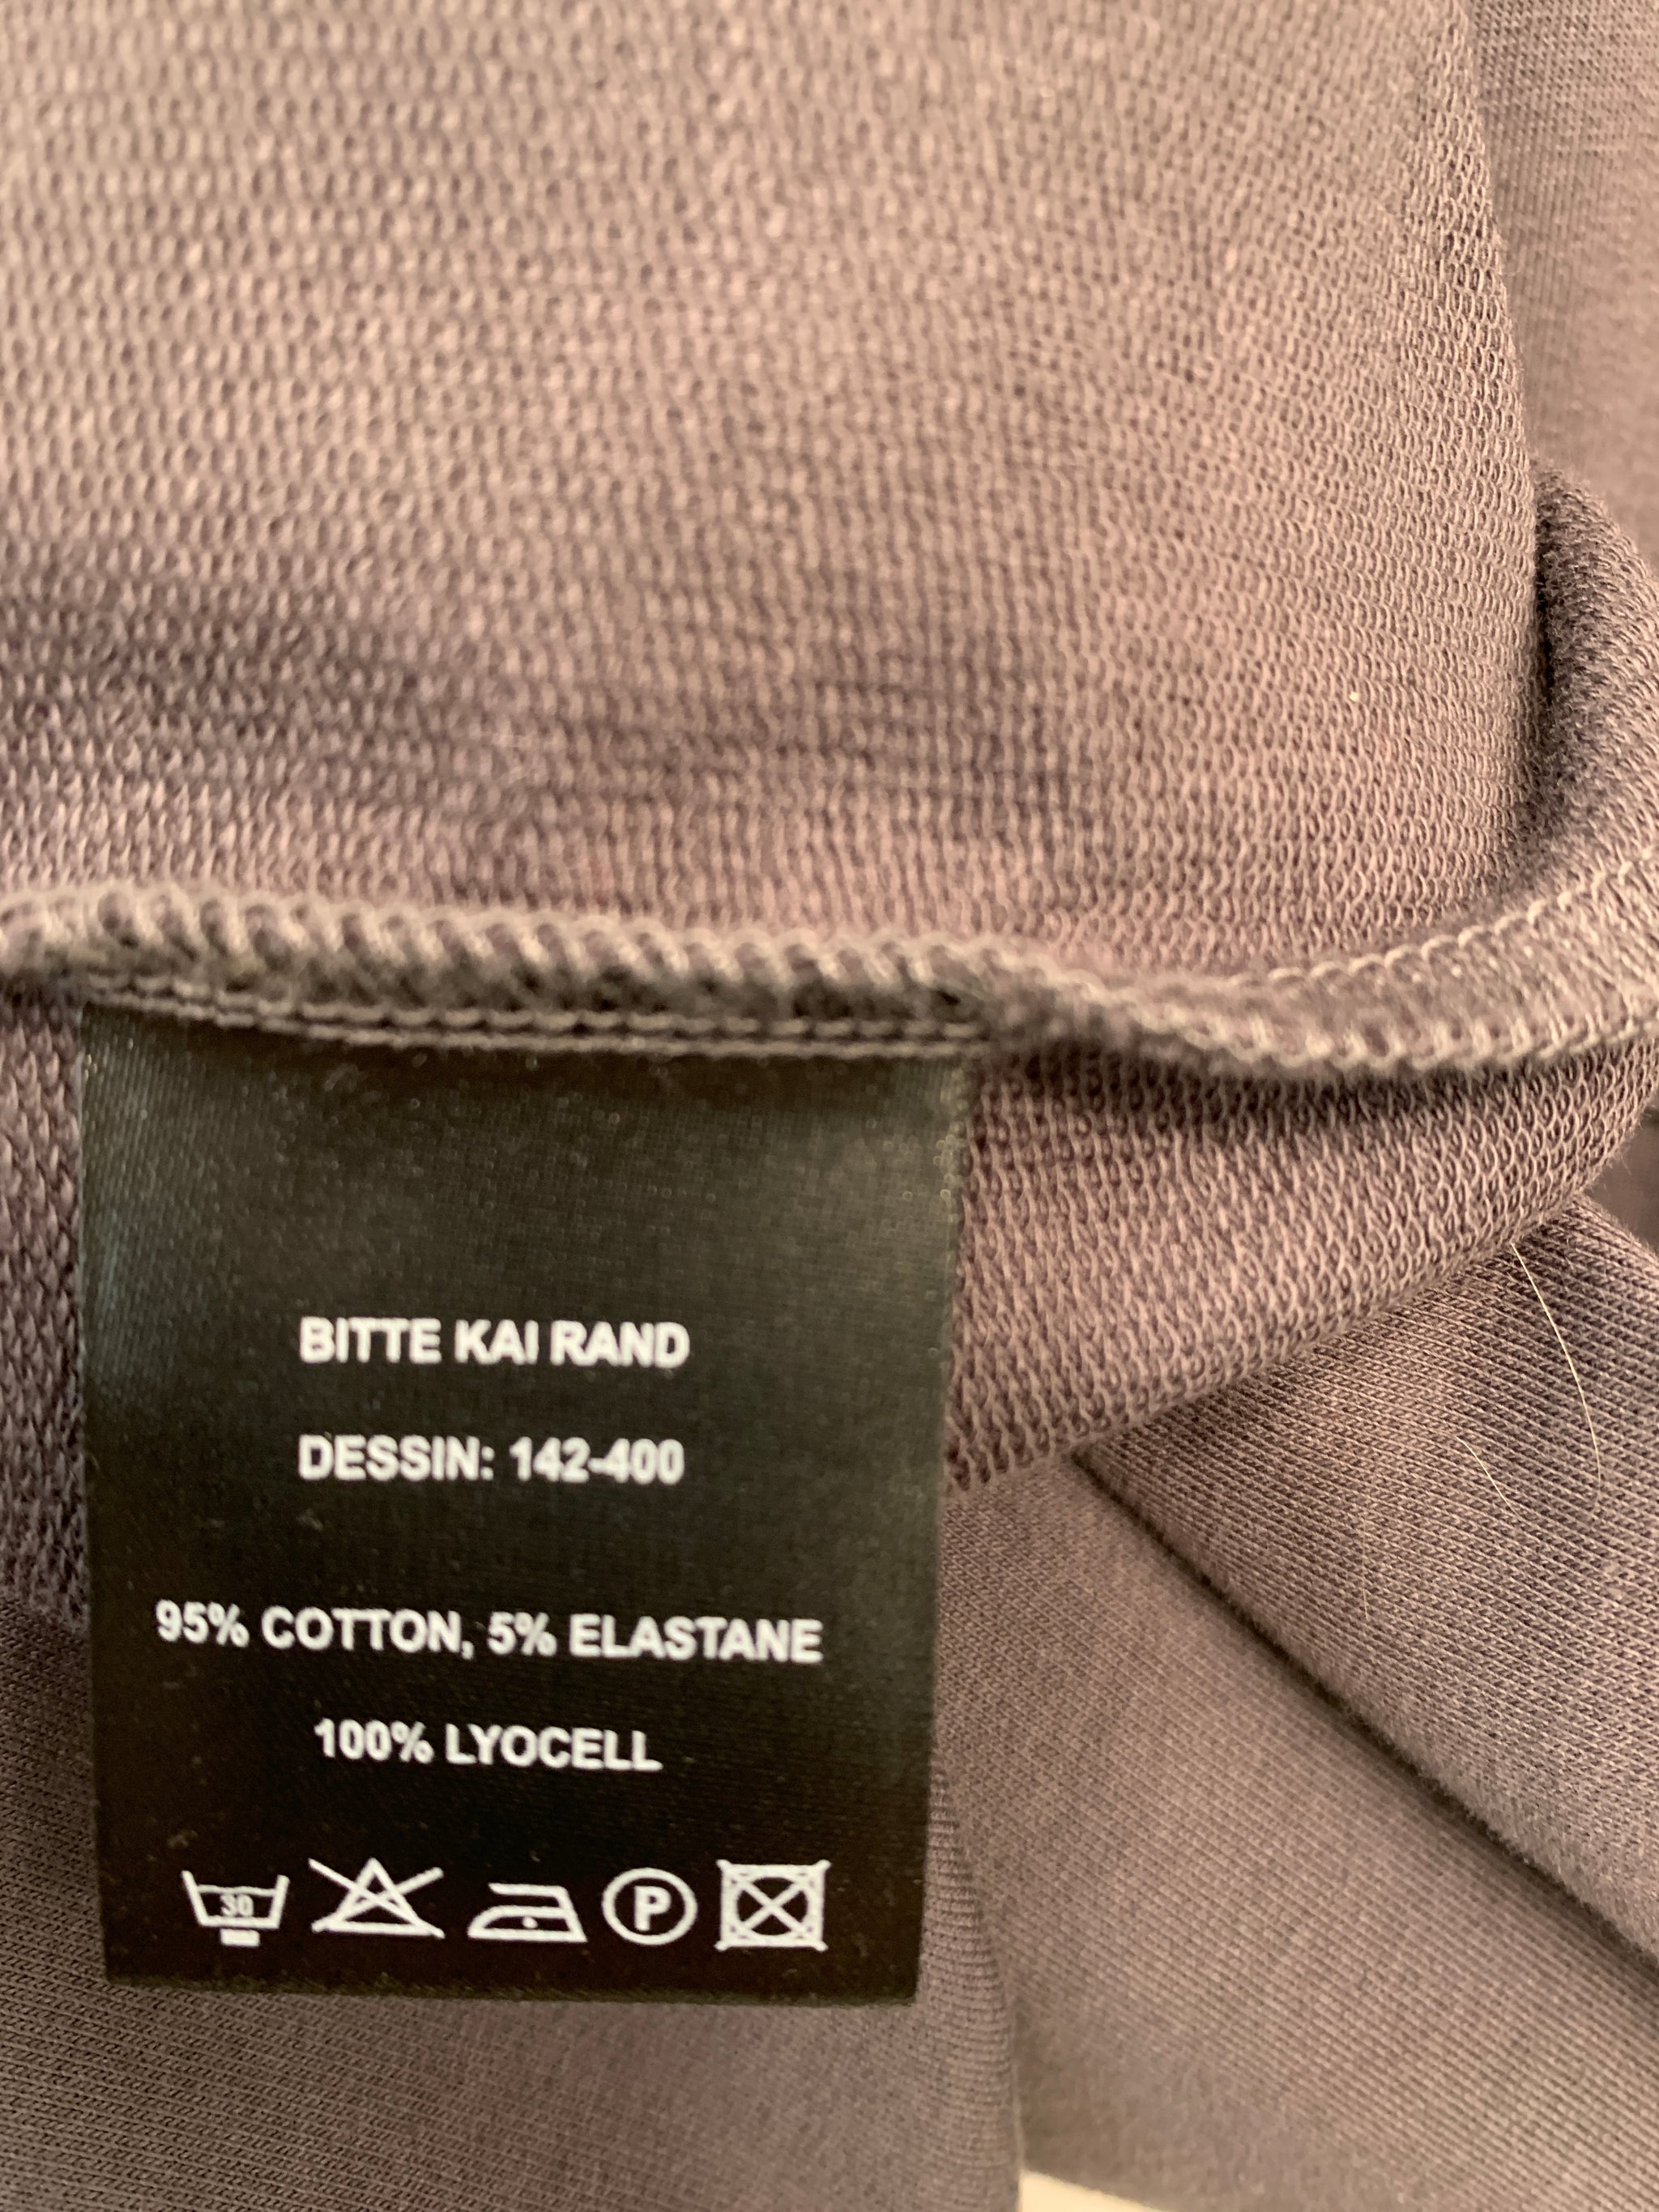 BITTE KAI RAND
DESSIN: 142-400
95% COTTON, 5% ELASTANE
100% LYOCELL
30
P